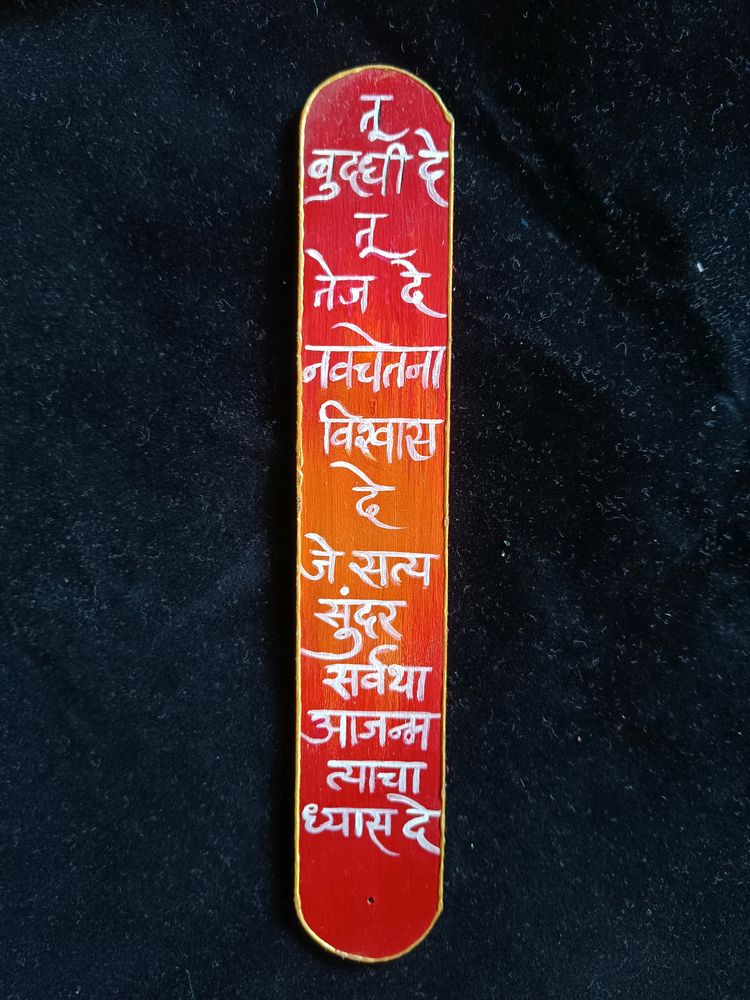 तू
बुद्घी दे
तू
तेज दे
नवचेतना
विश्वास
दे
जे सत्य
सुंदर
सर्वथा
आजन्म
त्याचा
ध्यास दे